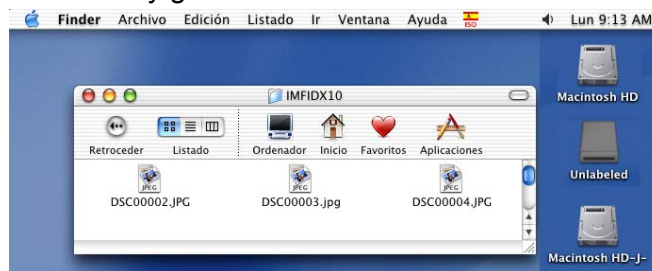 Finder Archivo Edición Listado Ir Ventana Ayuda ISO Lun 9:13 AM
IMFIDX10
Macintosh HD
Retroceder Listado Ordenador Inicio Favoritos Aplicaciones
JPEG JPEG JPEG
Unlabeled
DSC00002.JPG DSC00003.jpg DSC00004.JPG
Macintosh HD-J-